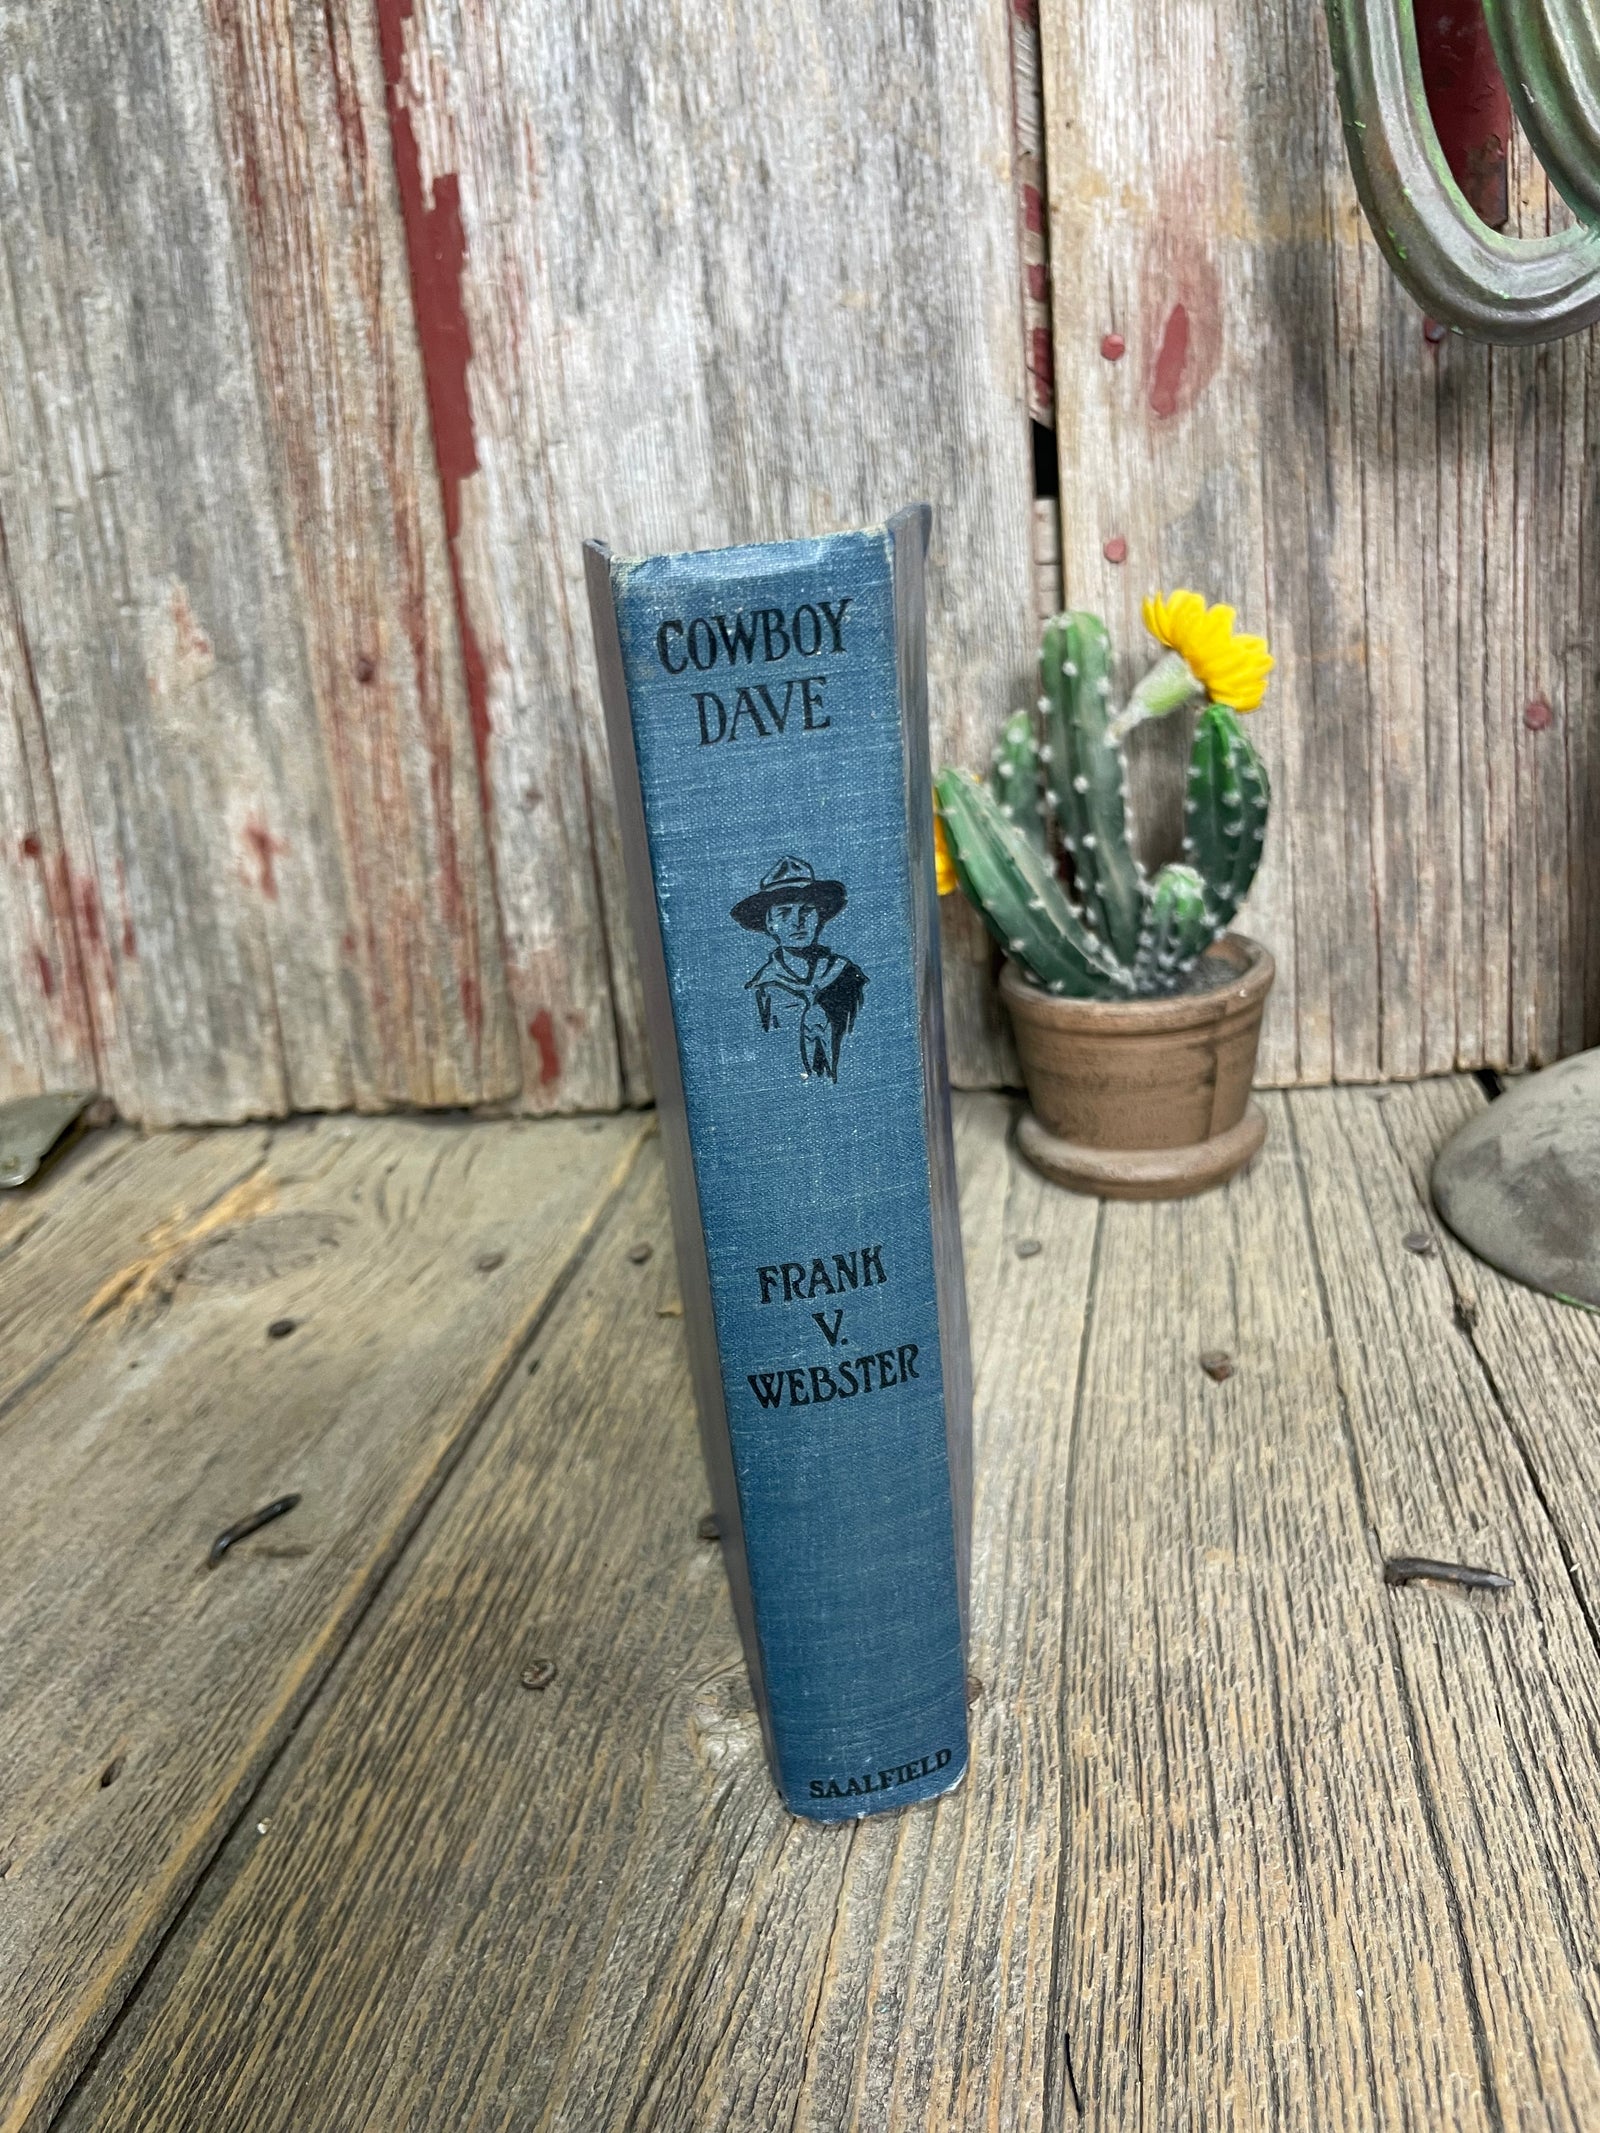 COWBOY
DAVE
FRANK
V.
WEBSTER
SAALFIELD